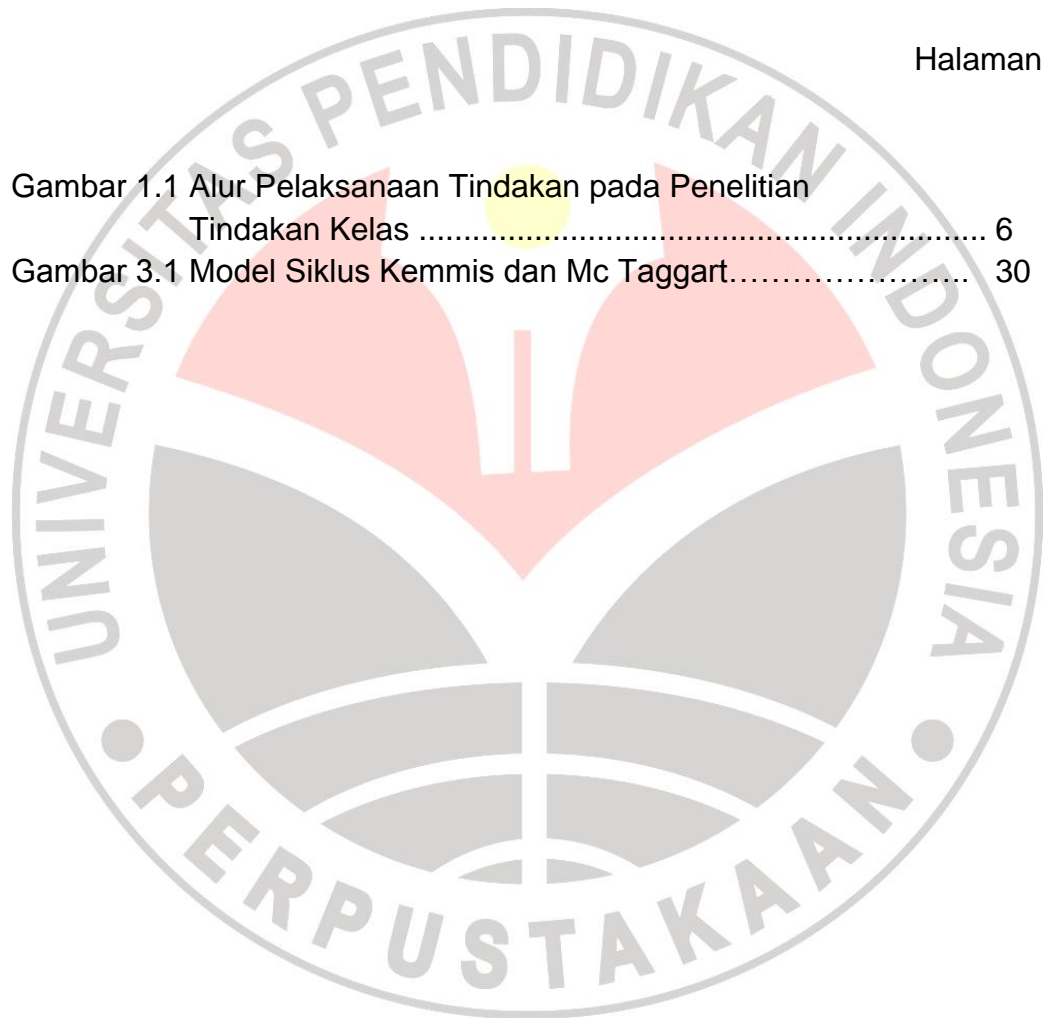 Halaman
Gambar 1.1 Alur Pelaksanaan Tindakan pada Penelitian
Tindakan Kelas ................................................................ 6
Gambar 3.1 Model Siklus Kemmis dan Mc Taggart…………………….. 30
UNIVERSITAS PENDIDIKAN INDONESIA
PERPUSTAKAAN